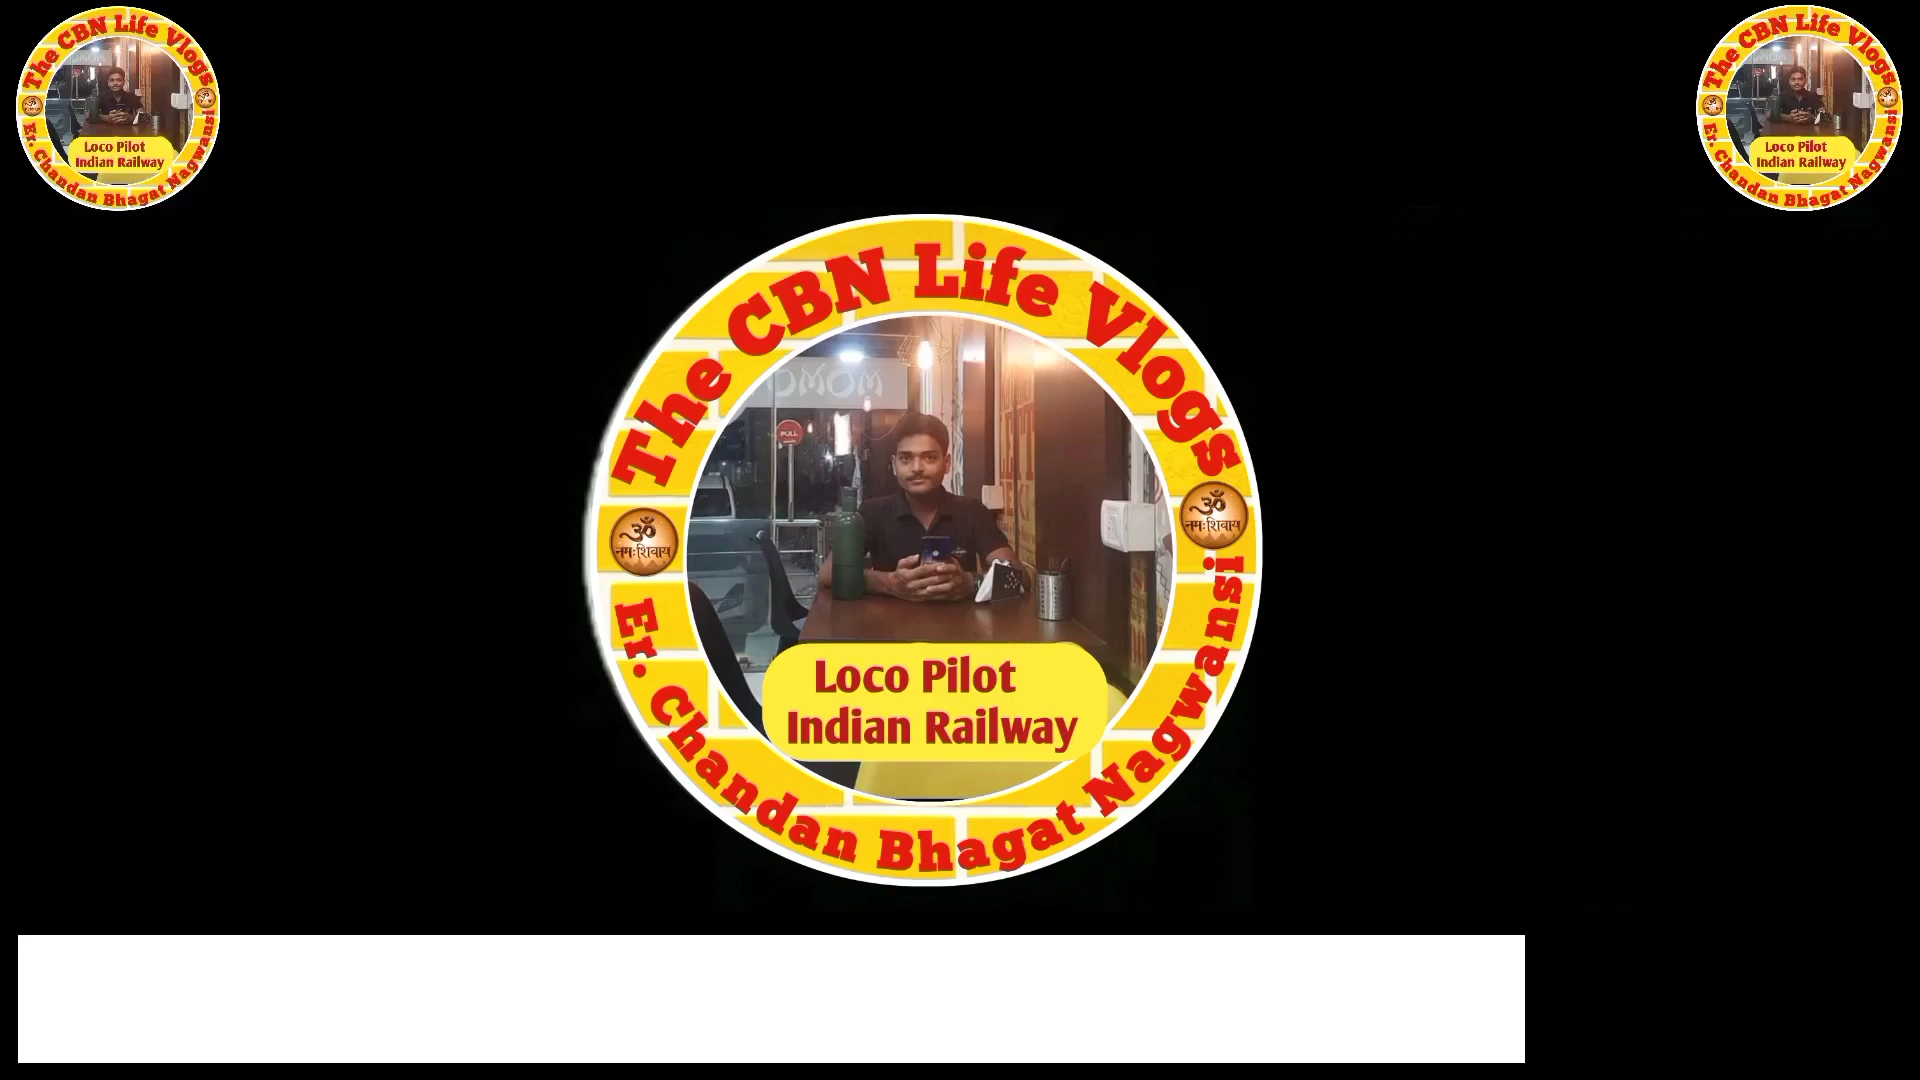 The CBN Life Vlogs
Loco Pilot
Indian Railway
Er. Chandan Bhagat Nagwansi
The CBN Life Vlogs
Loco Pilot
Indian Railway
Er. Chandan Bhagat Nagwansi
The CBN Life Vlogs
MOMO
PULL
ॐ
नमः शिवाय
ॐ
नमः शिवाय
Loco Pilot
Indian Railway
Er. Chandan Bhagat Nagwansi